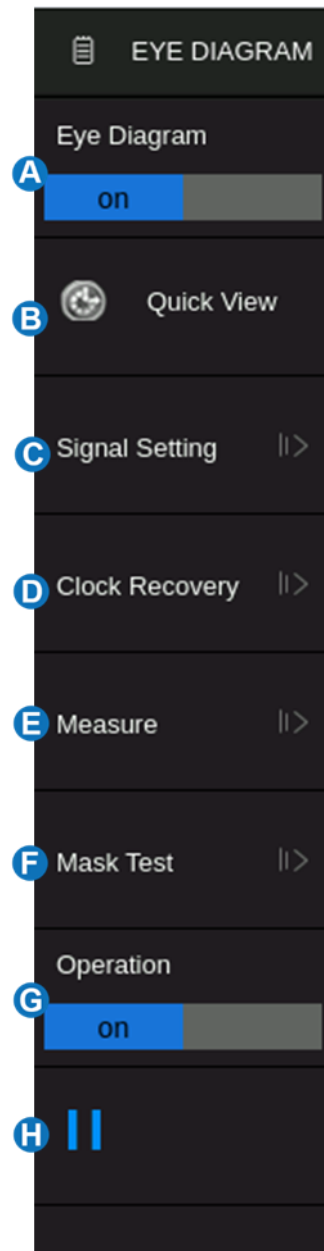 EYE DIAGRAM
Eye Diagram
A
on
B
Quick View
C
Signal Setting
D
Clock Recovery
E
Measure
F
Mask Test
Operation
G
on
H